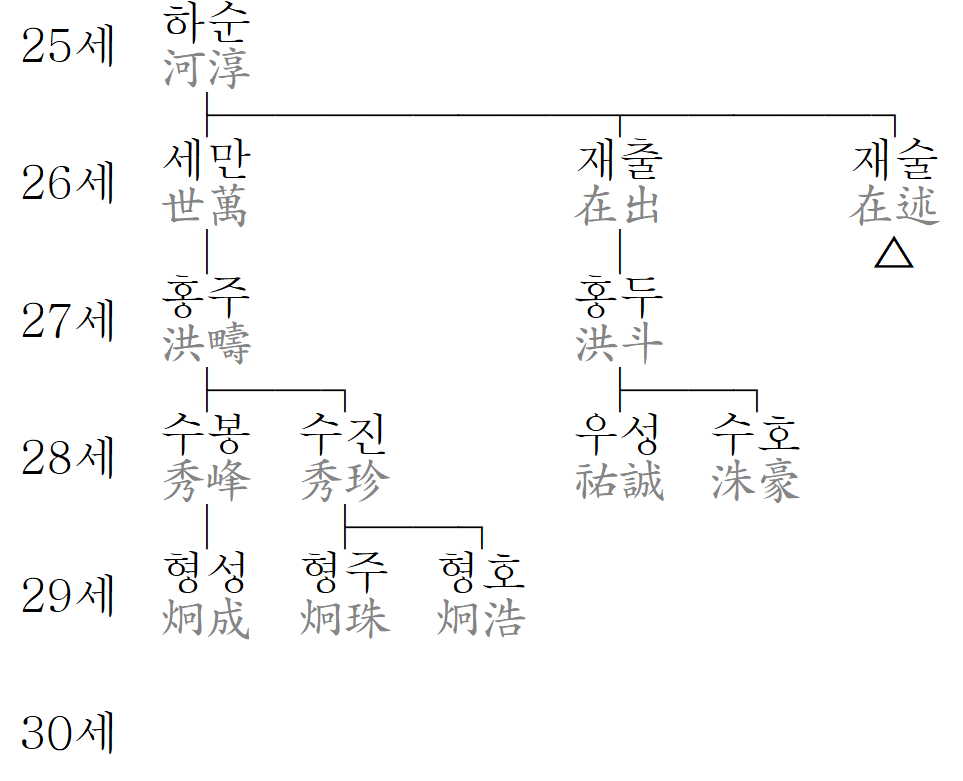 25세 하순
河淳
26세 세만 재출 재술
世萬 在出 在述
△
27세 홍주 홍두
洪疇 洪斗
28세 수봉 수진 우성 수호
秀峰 秀珍 祐誠 洙豪
29세 형성 형주 형호
炯成 炯珠 炯浩
30세